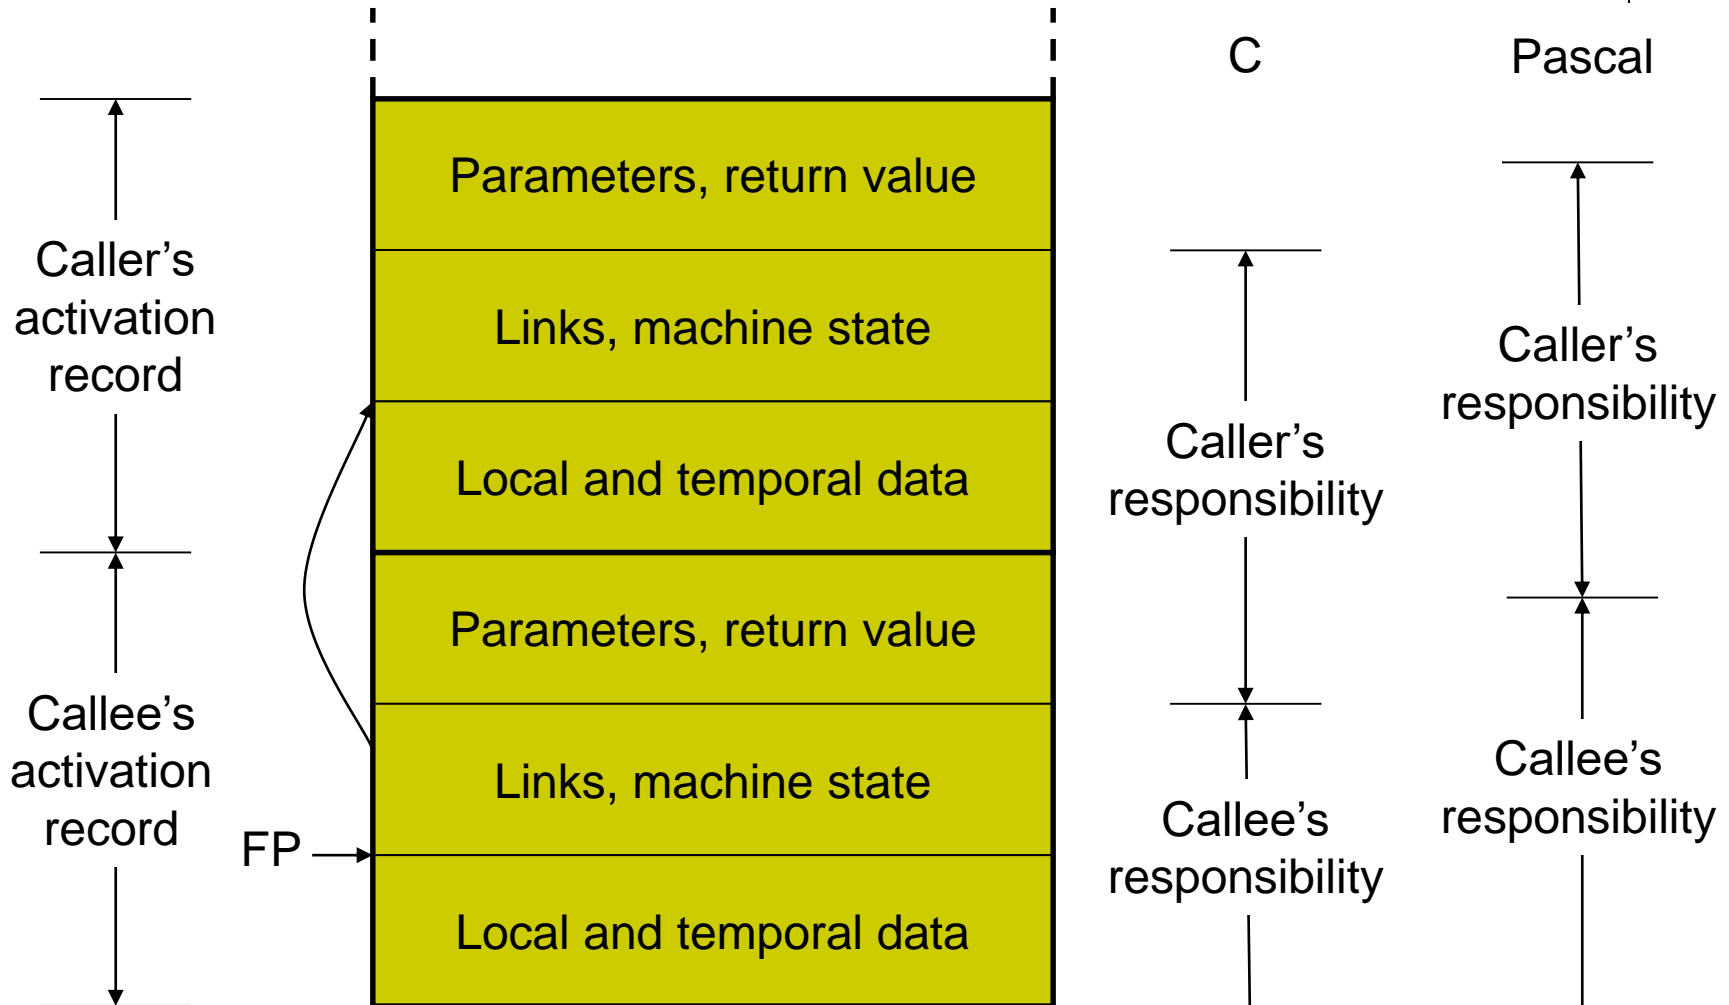 C
Pascal
Caller’s
activation
record
Parameters, return value
Links, machine state
Local and temporal data
Caller’s
responsibility
Caller’s
responsibility
Callee’s
activation
record
FP
Parameters, return value
Links, machine state
Local and temporal data
Callee’s
responsibility
Callee’s
responsibility